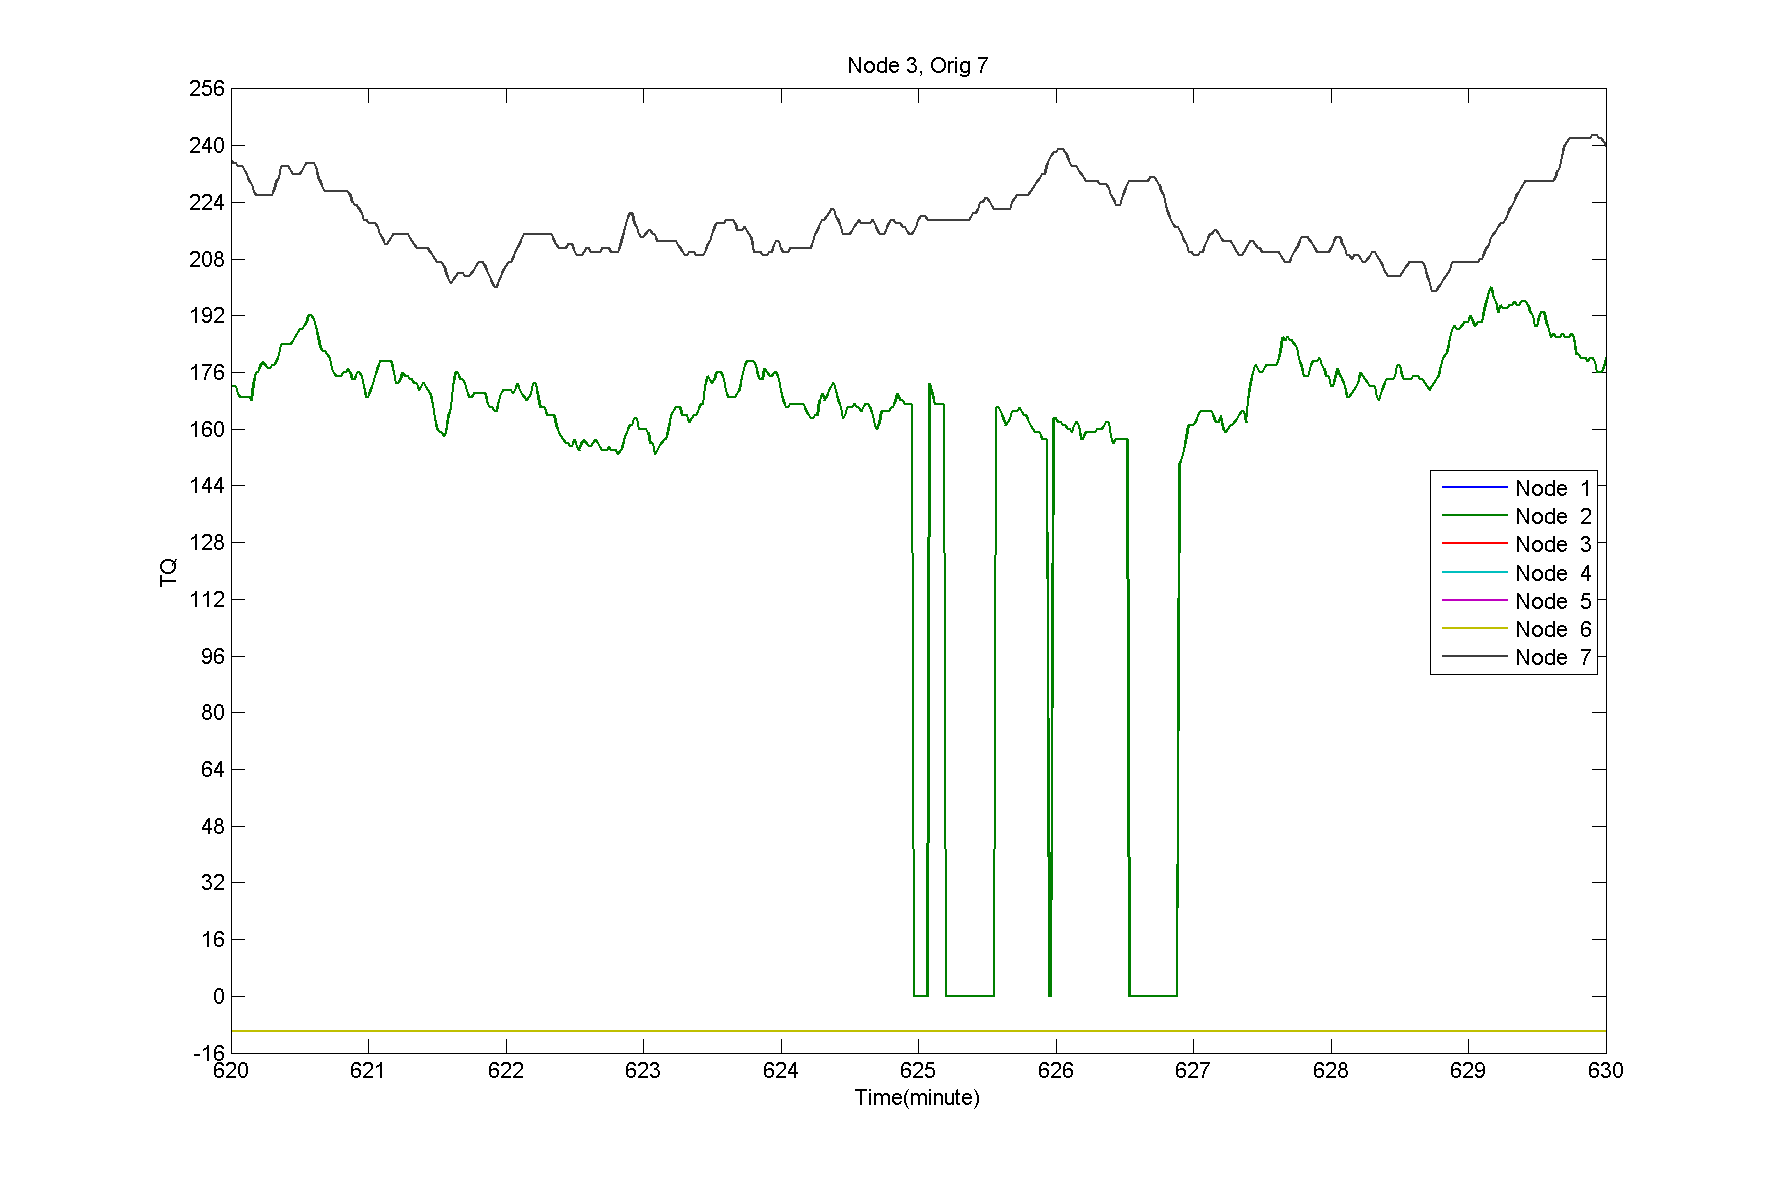 Node 3, Orig 7
256
240
224
208
192
176
160
144
128
112
96
80
64
48
32
16
0
-16
TQ
Node 1
Node 2
Node 3
Node 4
Node 5
Node 6
Node 7
620 621 622 623 624 625 626 627 628 629 630
Time(minute)